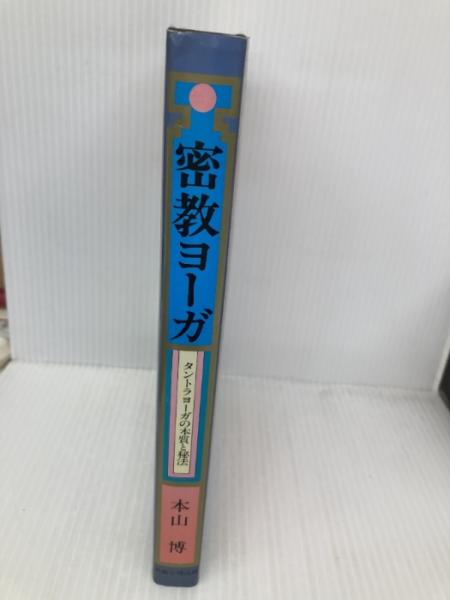 密教ヨーガ
タントラヨーガの本質と秘法
本山 博